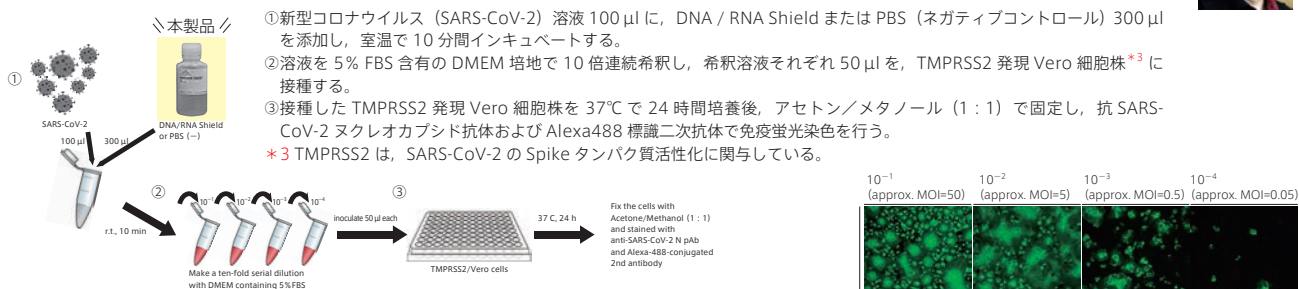 ①新型コロナウイルス（SARS-CoV-2）溶液 100 µl に，DNA / RNA Shield または PBS（ネガティブコントロール）300 µl
を添加し，室温で 10 分間インキュベートする。
②溶液を 5% FBS 含有の DMEM 培地で 10 倍連続希釈し，希釈溶液それぞれ 50 µl を，TMPRSS2 発現 Vero 細胞株＊3 に
接種する。
③接種した TMPRSS2 発現 Vero 細胞株を 37℃ で 24 時間培養後，アセトン／メタノール（1：1）で固定し，抗 SARS-
CoV-2 ヌクレオカプシド抗体および Alexa488 標識二次抗体で免疫蛍光染色を行う。
＊3 TMPRSS2 は，SARS-CoV-2 の Spike タンパク質活性化に関与している。
本製品
①
SARS-CoV-2
DNA/RNA Shield
or PBS (−)
100 µl
300 µl
r.t., 10 min
②
10⁻¹
10⁻²
10⁻³
10⁻⁴
Make a ten-fold serial dilution
with DMEM containing 5%FBS
inoculate 50 µl each
③
TMPRSS2/Vero cells
37 C, 24 h
Fix the cells with
Acetone/Methanol (1 : 1)
and stained with
anti-SARS-CoV-2 N pAb
and Alexa-488-conjugated
2nd antibody
10⁻¹
(approx. MOI=50)
10⁻²
(approx. MOI=5)
10⁻³
(approx. MOI=0.5)
10⁻⁴
(approx. MOI=0.05)